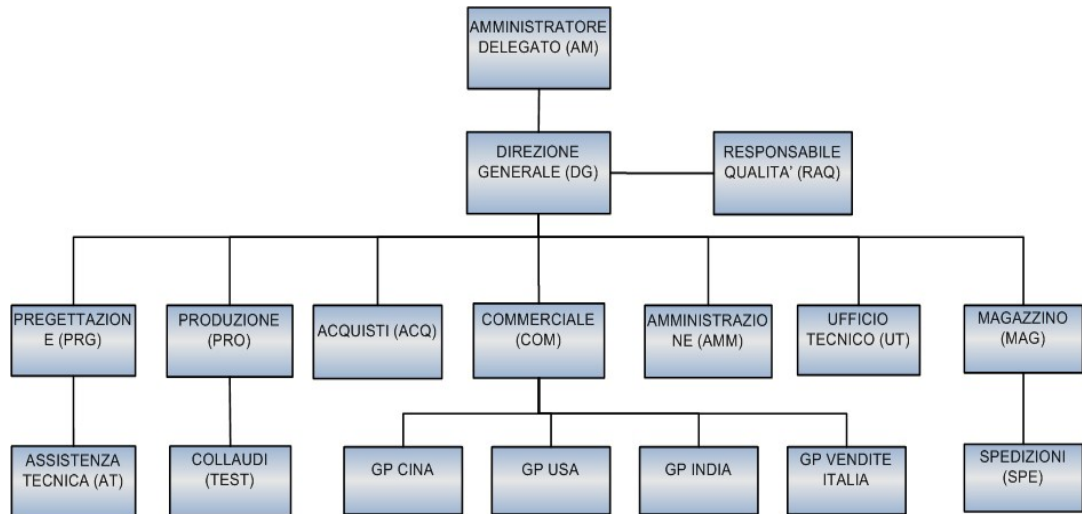 AMMINISTRATORE
DELEGATO (AM)
DIREZIONE
GENERALE (DG)
RESPONSABILE
QUALITA' (RAQ)
PREGETTAZION
E (PRG)
PRODUZIONE
(PRO)
ACQUISTI (ACQ)
COMMERCIALE
(COM)
AMMINISTRAZIO
NE (AMM)
UFFICIO
TECNICO (UT)
MAGAZZINO
(MAG)
ASSISTENZA
TECNICA (AT)
COLLAUDI
(TEST)
GP CINA
GP USA
GP INDIA
GP VENDITE
ITALIA
SPEDIZIONI
(SPE)